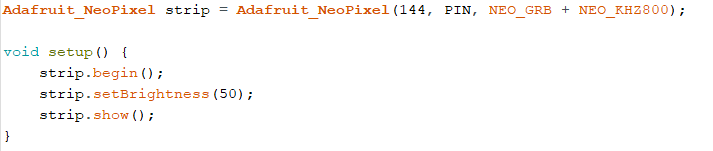 Adafruit_NeoPixel strip = Adafruit_NeoPixel(144, PIN, NEO_GRB + NEO_KHZ800);
void setup() {
    strip.begin();
    strip.setBrightness(50);
    strip.show();
}